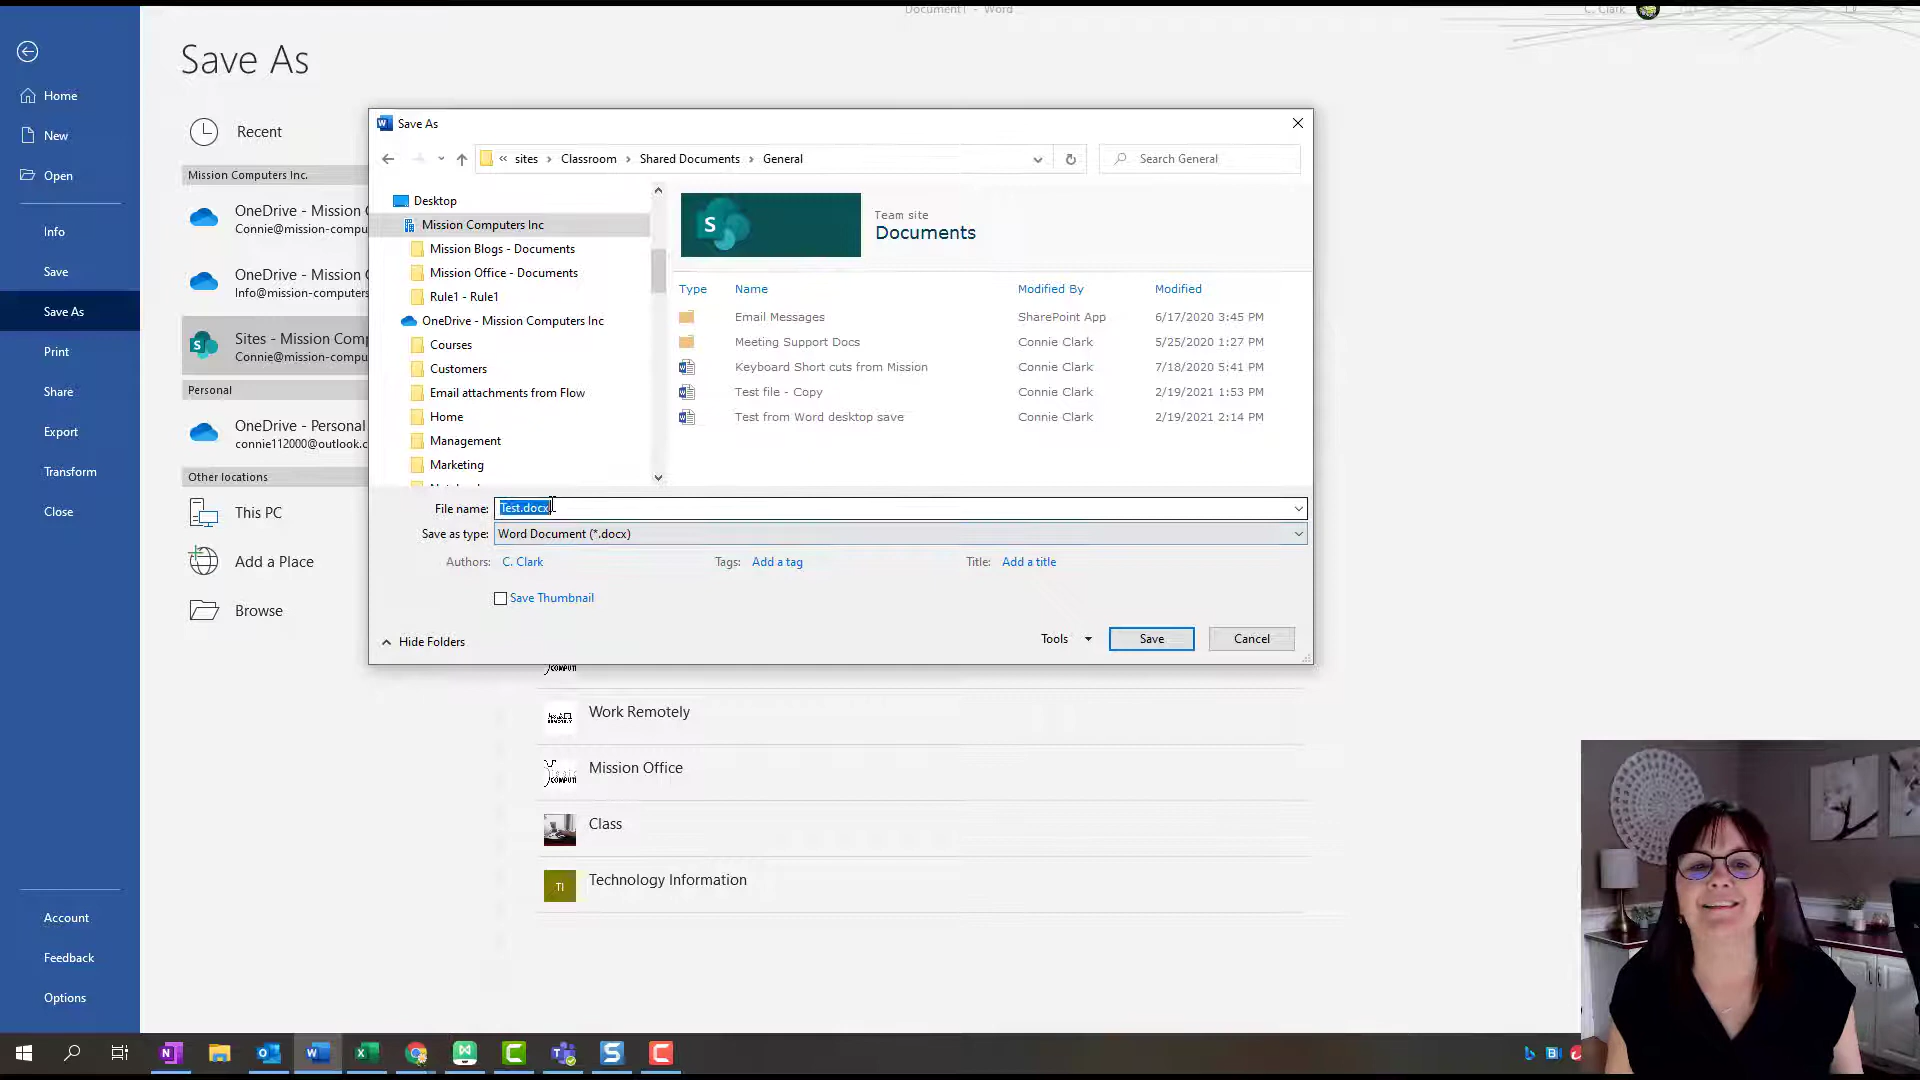 Document1 - Word
C. Clark
Save As
Home
New
Open
Info
Save
Save As
Print
Share
Export
Transform
Close
Account
Feedback
Options
Recent
Mission Computers Inc.
OneDrive - Mission C
Connie@mission-compu
OneDrive - Mission C
Info@mission-computers
Sites - Mission Comp
Connie@mission-compu
Personal
OneDrive - Personal
connie112000@outlook.c
Other locations
This PC
Add a Place
Browse
Save As
« sites > Classroom > Shared Documents > General
Search General
Desktop
Mission Computers Inc
Mission Blogs - Documents
Mission Office - Documents
Rule1 - Rule1
OneDrive - Mission Computers Inc
Courses
Customers
Email attachments from Flow
Home
Management
Marketing
S
Team site
Documents
Type Name Modified By Modified
Email Messages SharePoint App 6/17/2020 3:45 PM
Meeting Support Docs Connie Clark 5/25/2020 1:27 PM
Keyboard Short cuts from Mission Connie Clark 7/18/2020 5:41 PM
Test file - Copy Connie Clark 2/19/2021 1:53 PM
Test from Word desktop save Connie Clark 2/19/2021 2:14 PM
File name: Test.docx
Save as type: Word Document (*.docx)
Authors: C. Clark Tags: Add a tag Title: Add a title
Save Thumbnail
Hide Folders
Tools Save Cancel
Work Remotely
Mission Office
Class
TI
Technology Information